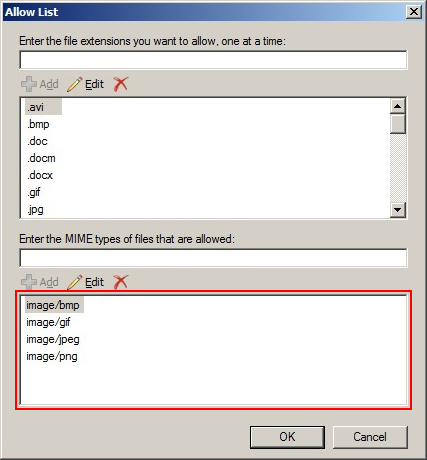 Allow List
Enter the file extensions you want to allow, one at a time:
Add Edit
.avi
.bmp
.doc
.docm
.docx
.gif
.jpg
Enter the MIME types of files that are allowed:
Add Edit
image/bmp
image/gif
image/jpeg
image/png
OK Cancel